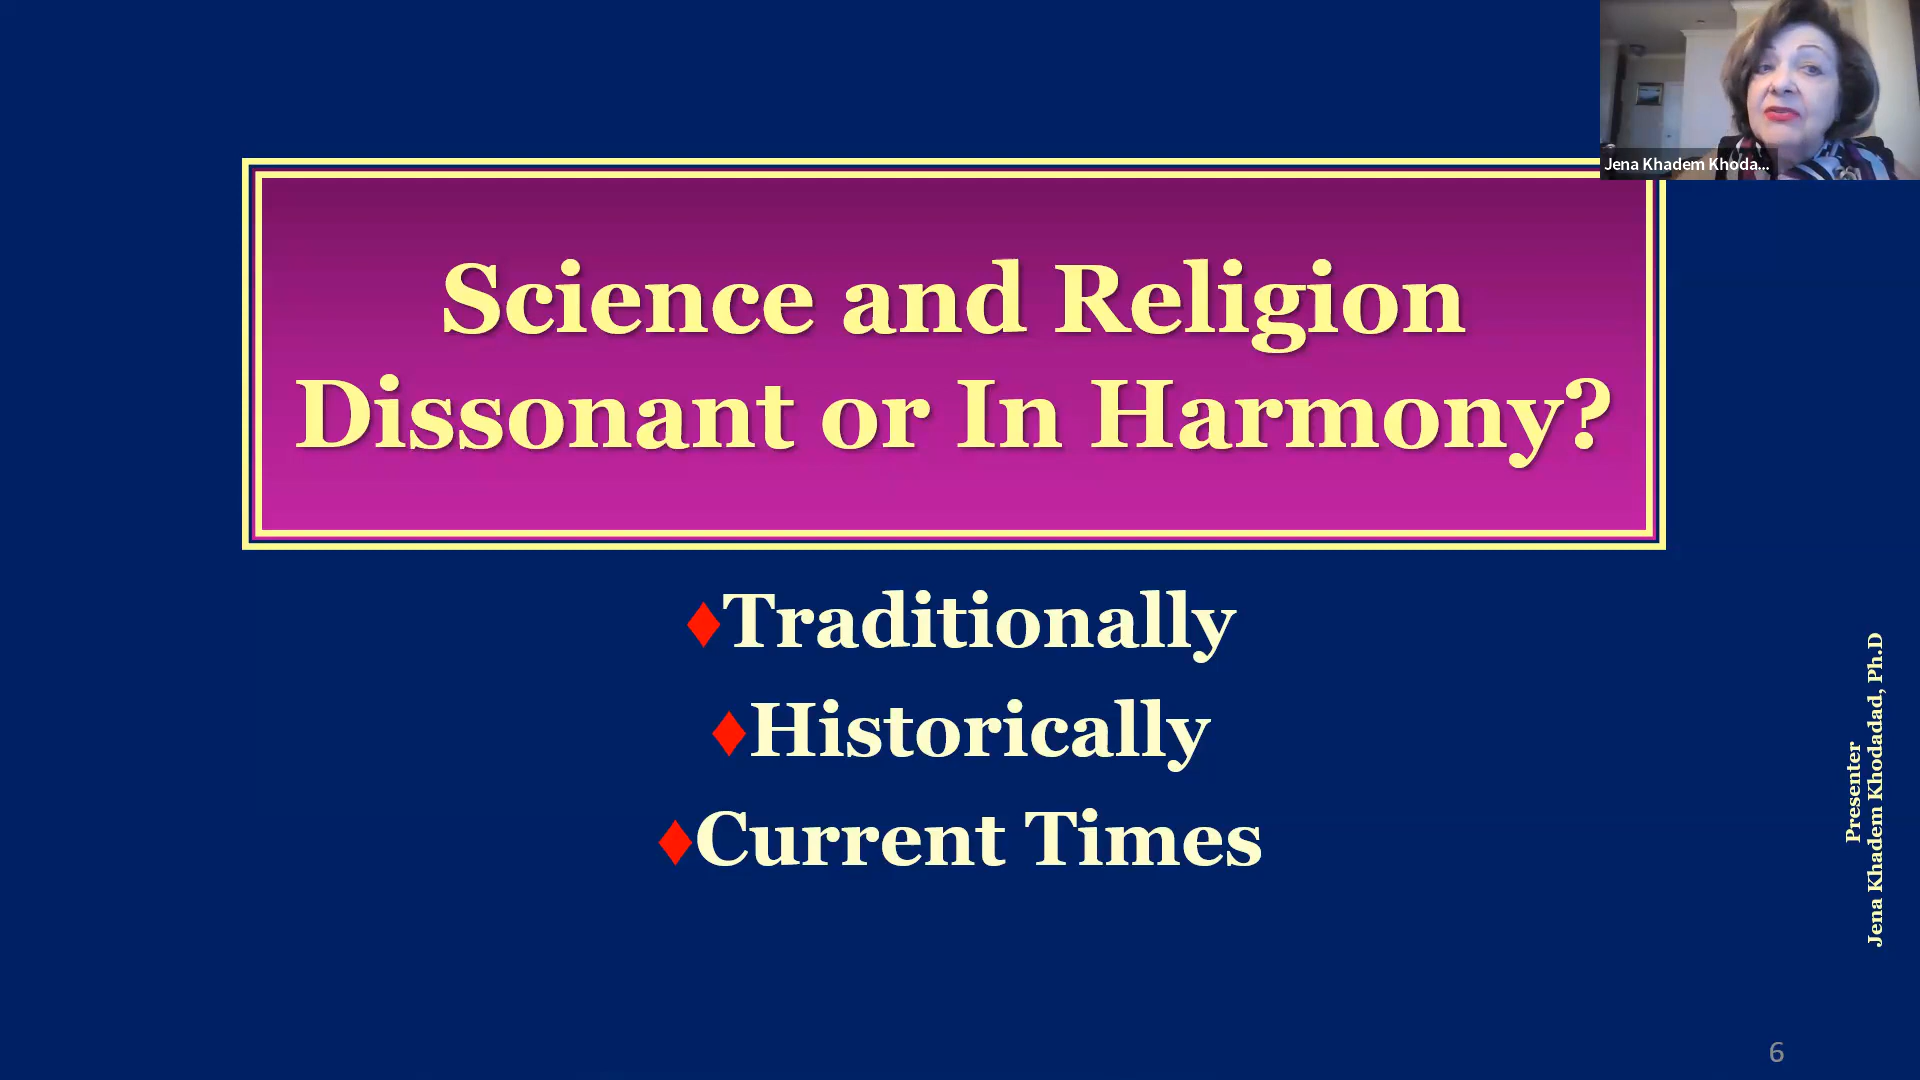 Jena Khadem Khoda...
Science and Religion
Dissonant or In Harmony?
♦Traditionally
♦Historically
♦Current Times
Presenter
Jena Khadem Khodadad, Ph.D
6